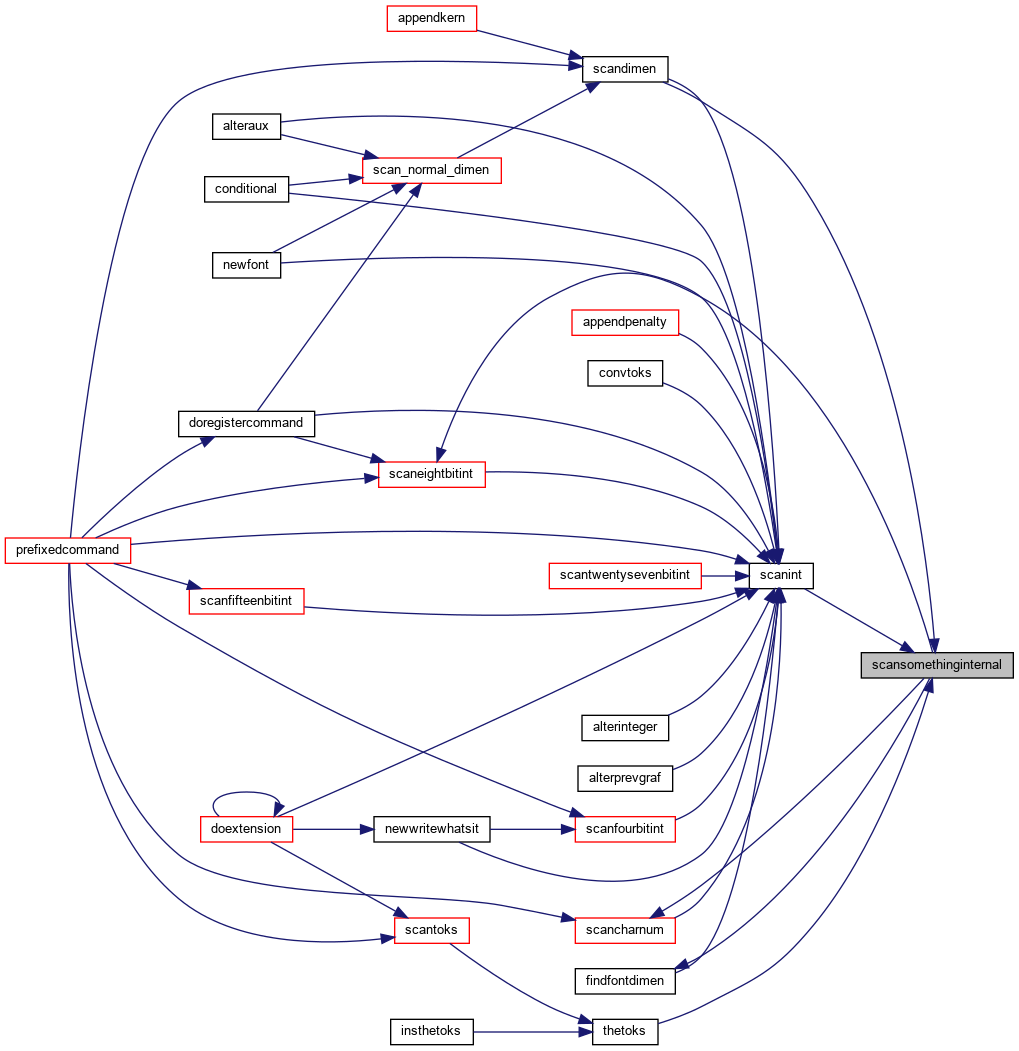 appendkern
scandimen
alteraux
scan_normal_dimen
conditional
newfont
appendpenalty
convtoks
doregistercommand
scaneightbitint
prefixedcommand
scantwentysevenbitint
scanint
scanfifteenbitint
scansomethinginternal
alterinteger
alterprevgraf
doextension
newwritewhatsit
scanfourbitint
scantoks
scancharnum
findfontdimen
insthetoks
thetoks